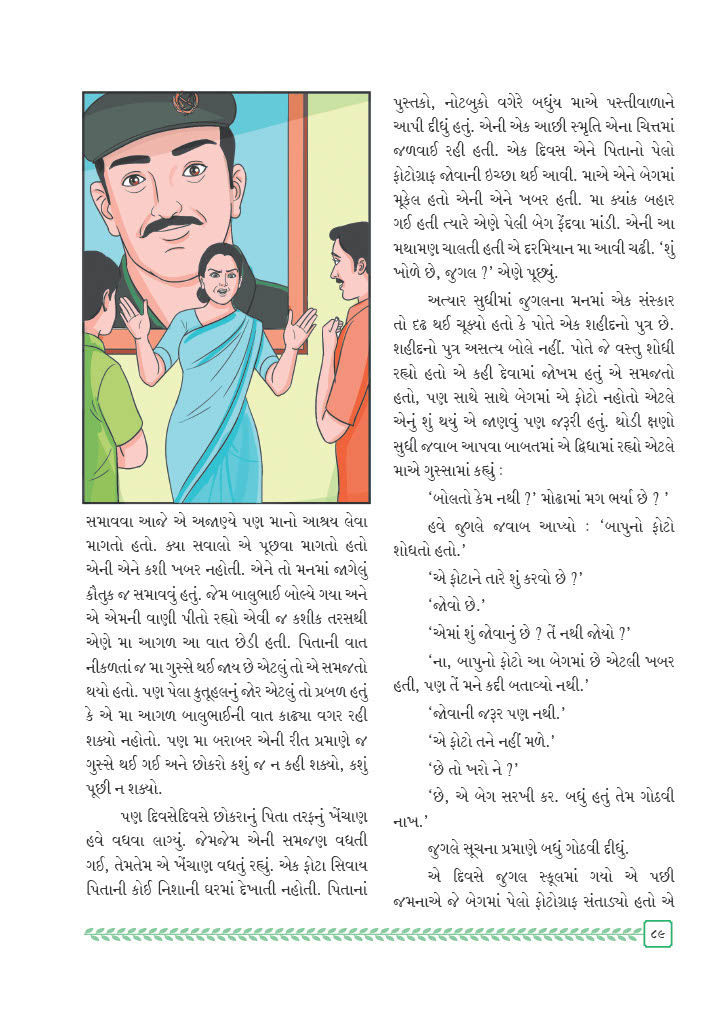 સમાવવા આજે એ અજાણ્યે પણ માનો આશ્રય લેવા
માગતો હતો. ક્યા સવાલો એ પૂછવા માગતો હતો
એની એને કશી ખબર નહોતી. એને તો મનમાં જાગેલું
કૌતુક જ સમાવવું હતું. જેમ બાલુભાઈ બોલ્યે ગયા અને
એ એમની વાણી પીતો રહ્યો એવી જ કશીક તરસથી
એણે મા આગળ આ વાત છેડી હતી. પિતાની વાત
નીકળતાં જ મા ગુસ્સે થઈ જાય છે એટલું તો એ સમજતો
થયો હતો. પણ પેલા કુતૂહલનું જોર એટલું તો પ્રબળ હતું
કે એ મા આગળ બાલુભાઈની વાત કાઢ્યા વગર રહી
શક્યો નહોતો. પણ મા બરાબર એની રીત પ્રમાણે જ
ગુસ્સે થઈ ગઈ અને છોકરો કશું જ ન કહી શક્યો, કશું
પૂછી ન શક્યો.
પણ દિવસેદિવસે છોકરાનું પિતા તરફનું ખેંચાણ
હવે વધવા લાગ્યું. જેમજેમ એની સમજણ વધતી
ગઈ, તેમતેમ એ ખેંચાણ વધતું રહ્યું. એક ફોટા સિવાય
પિતાની કોઈ નિશાની ઘરમાં દેખાતી નહોતી. પિતાનાં
પુસ્તકો, નોટબુકો વગેરે બધુંય માએ પસ્તીવાળાને
આપી દીધું હતું. એની એક આછી સ્મૃતિ એના ચિત્તમાં
જળવાઈ રહી હતી. એક દિવસ એને પિતાનો પેલો
ફોટોગ્રાફ જોવાની ઇચ્છા થઈ આવી. માએ એને બેગમાં
મૂકેલ હતો એની એને ખબર હતી. મા ક્યાંક બહાર
ગઈ હતી ત્યારે એણે પેલી બેગ ફેંદવા માંડી. એની આ
મથામણ ચાલતી હતી એ દરમિયાન મા આવી ચઢી. ‘શું
ખોળે છે, જુગલ ?’ એણે પૂછ્યું.
અત્યાર સુધીમાં જુગલના મનમાં એક સંસ્કાર
તો દૃઢ થઈ ચૂક્યો હતો કે પોતે એક શહીદનો પુત્ર છે.
શહીદનો પુત્ર અસત્ય બોલે નહીં. પોતે જે વસ્તુ શોધી
રહ્યો હતો એ કહી દેવામાં જોખમ હતું એ સમજતો
હતો, પણ સાથે સાથે બેગમાં એ ફોટો નહોતો એટલે
એનું શું થયું એ જાણવું પણ જરૂરી હતું. થોડી ક્ષણો
સુધી જવાબ આપવા બાબતમાં એ દ્વિધામાં રહ્યો એટલે
માએ ગુસ્સામાં કહ્યું :
‘બોલતો કેમ નથી ?’ મોઢામાં મગ ભર્યા છે ? ’
હવે જુગલે જવાબ આપ્યો : ‘બાપુનો ફોટો
શોધતો હતો.’
‘એ ફોટાને તારે શું કરવો છે ?’
‘જોવો છે.’
‘એમાં શું જોવાનું છે ? તેં નથી જોયો ?’
‘ના, બાપુનો ફોટો આ બેગમાં છે એટલી ખબર
હતી, પણ તેં મને કદી બતાવ્યો નથી.’
‘જોવાની જરૂર પણ નથી.’
‘એ ફોટો તને નહીં મળે.’
‘છે તો ખરો ને ?’
‘છે, એ બેગ સરખી કર. બધું હતું તેમ ગોઠવી
નાખ.’
જુગલે સૂચના પ્રમાણે બધું ગોઠવી દીધું.
એ દિવસે જુગલ સ્કૂલમાં ગયો એ પછી
જમનાએ જે બેગમાં પેલો ફોટોગ્રાફ સંતાડ્યો હતો એ
૮૯